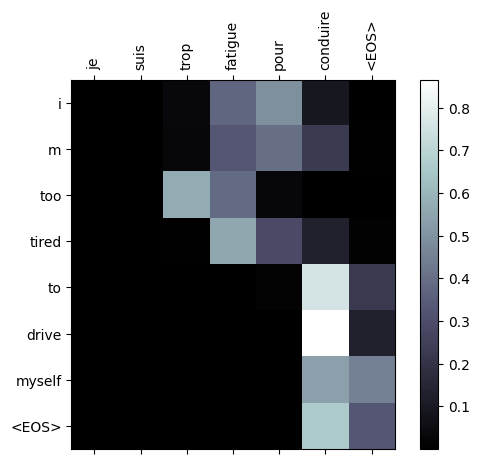 je suis trop fatigue pour conduire <EOS>
i
m
too
tired
to
drive
myself
<EOS>
0.8
0.7
0.6
0.5
0.4
0.3
0.2
0.1